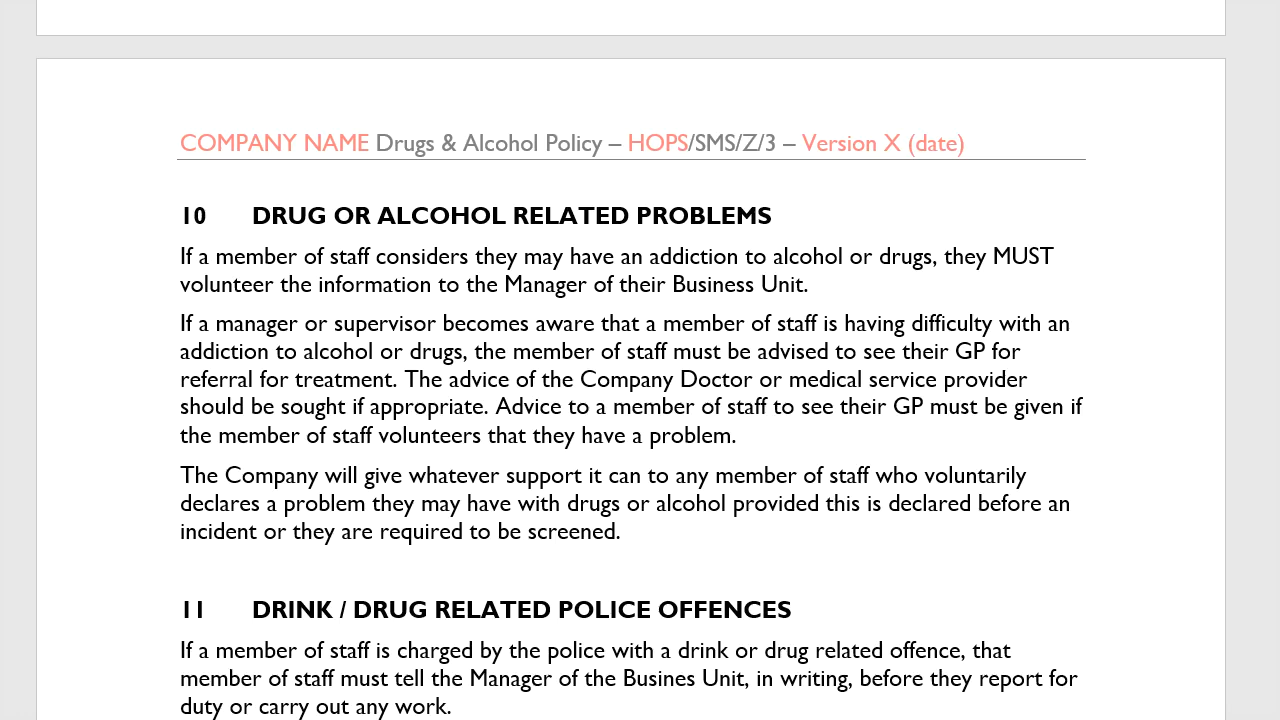 COMPANY NAME Drugs & Alcohol Policy – HOPS/SMS/Z/3 – Version X (date)
10 DRUG OR ALCOHOL RELATED PROBLEMS
If a member of staff considers they may have an addiction to alcohol or drugs, they MUST
volunteer the information to the Manager of their Business Unit.
If a manager or supervisor becomes aware that a member of staff is having difficulty with an
addiction to alcohol or drugs, the member of staff must be advised to see their GP for
referral for treatment. The advice of the Company Doctor or medical service provider
should be sought if appropriate. Advice to a member of staff to see their GP must be given if
the member of staff volunteers that they have a problem.
The Company will give whatever support it can to any member of staff who voluntarily
declares a problem they may have with drugs or alcohol provided this is declared before an
incident or they are required to be screened.
11 DRINK / DRUG RELATED POLICE OFFENCES
If a member of staff is charged by the police with a drink or drug related offence, that
member of staff must tell the Manager of the Busines Unit, in writing, before they report for
duty or carry out any work.